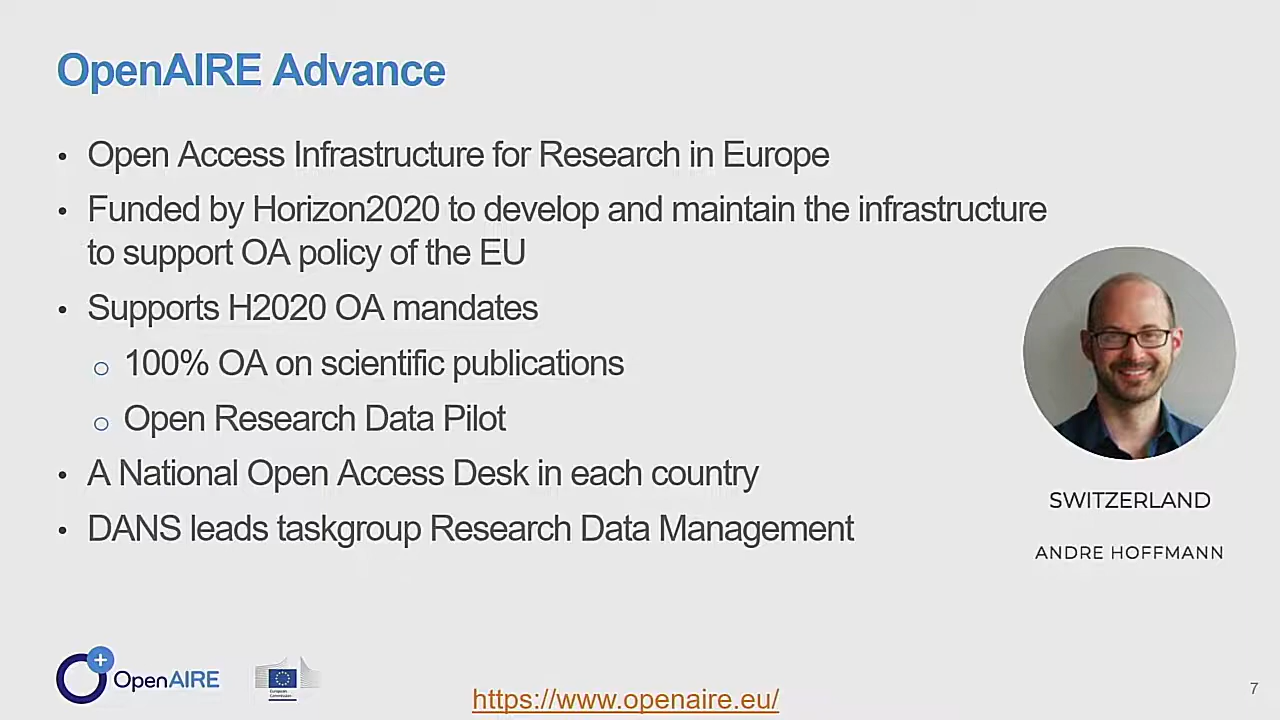 OpenAIRE Advance
• Open Access Infrastructure for Research in Europe
• Funded by Horizon2020 to develop and maintain the infrastructure
to support OA policy of the EU
• Supports H2020 OA mandates
o 100% OA on scientific publications
o Open Research Data Pilot
• A National Open Access Desk in each country
• DANS leads taskgroup Research Data Management
SWITZERLAND
ANDRE HOFFMANN
OpenAIRE
European
Commission
https://www.openaire.eu/
7